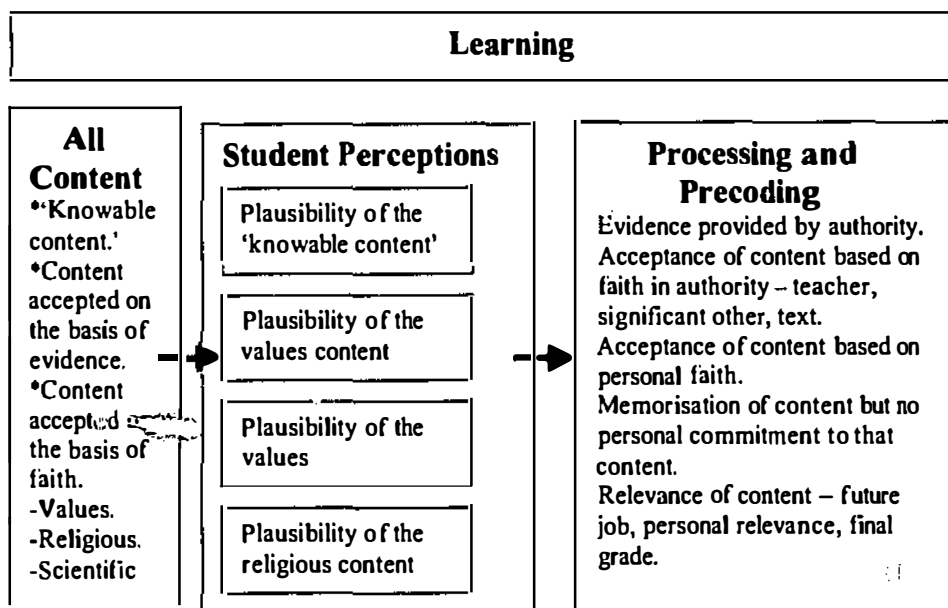 Learning
All
Content
*'Knowable
content.'
*Content
accepted on
the basis of
evidence.
*Content
accepted
the basis of
faith.
-Values.
-Religious.
-Scientific
Student Perceptions
Plausibility of the
'knowable content'
Plausibility of the
values content
Plausibility of the
values
Plausibility of the
religious content
Processing and
Precoding
Evidence provided by authority.
Acceptance of content based on
faith in authority – teacher,
significant other, text.
Acceptance of content based on
personal faith.
Memorisation of content but no
personal commitment to that
content.
Relevance of content – future
job, personal relevance, final
grade.